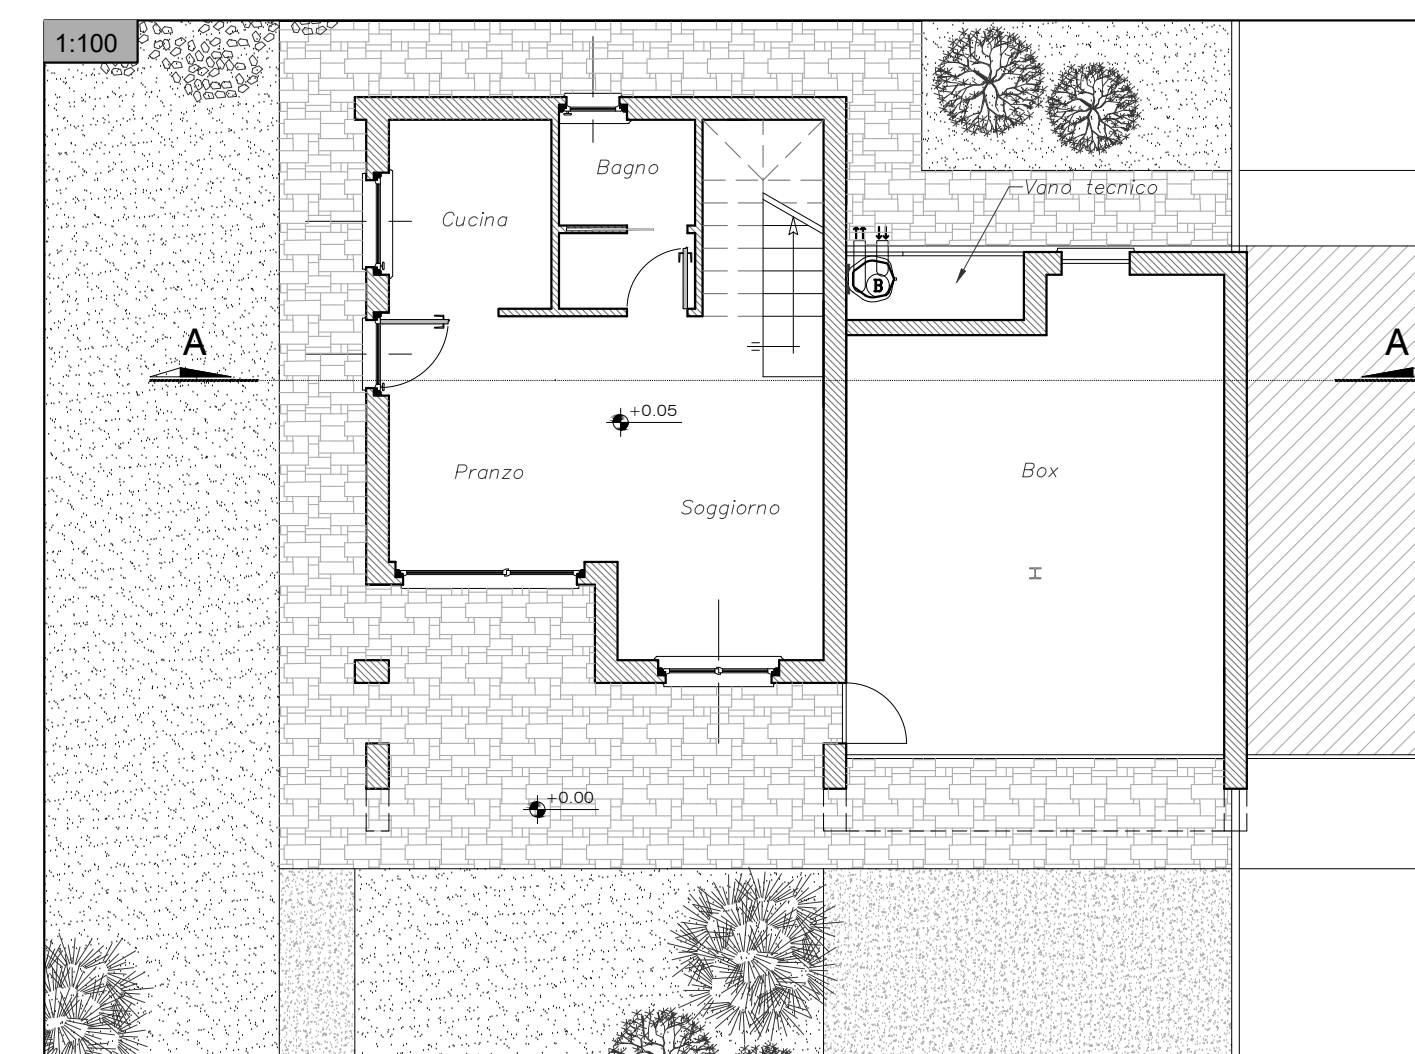 1:100
Bagno
Vano tecnico
Cucina
B
A
A
+0.05
Pranzo
Box
Soggiorno
H
+0.00